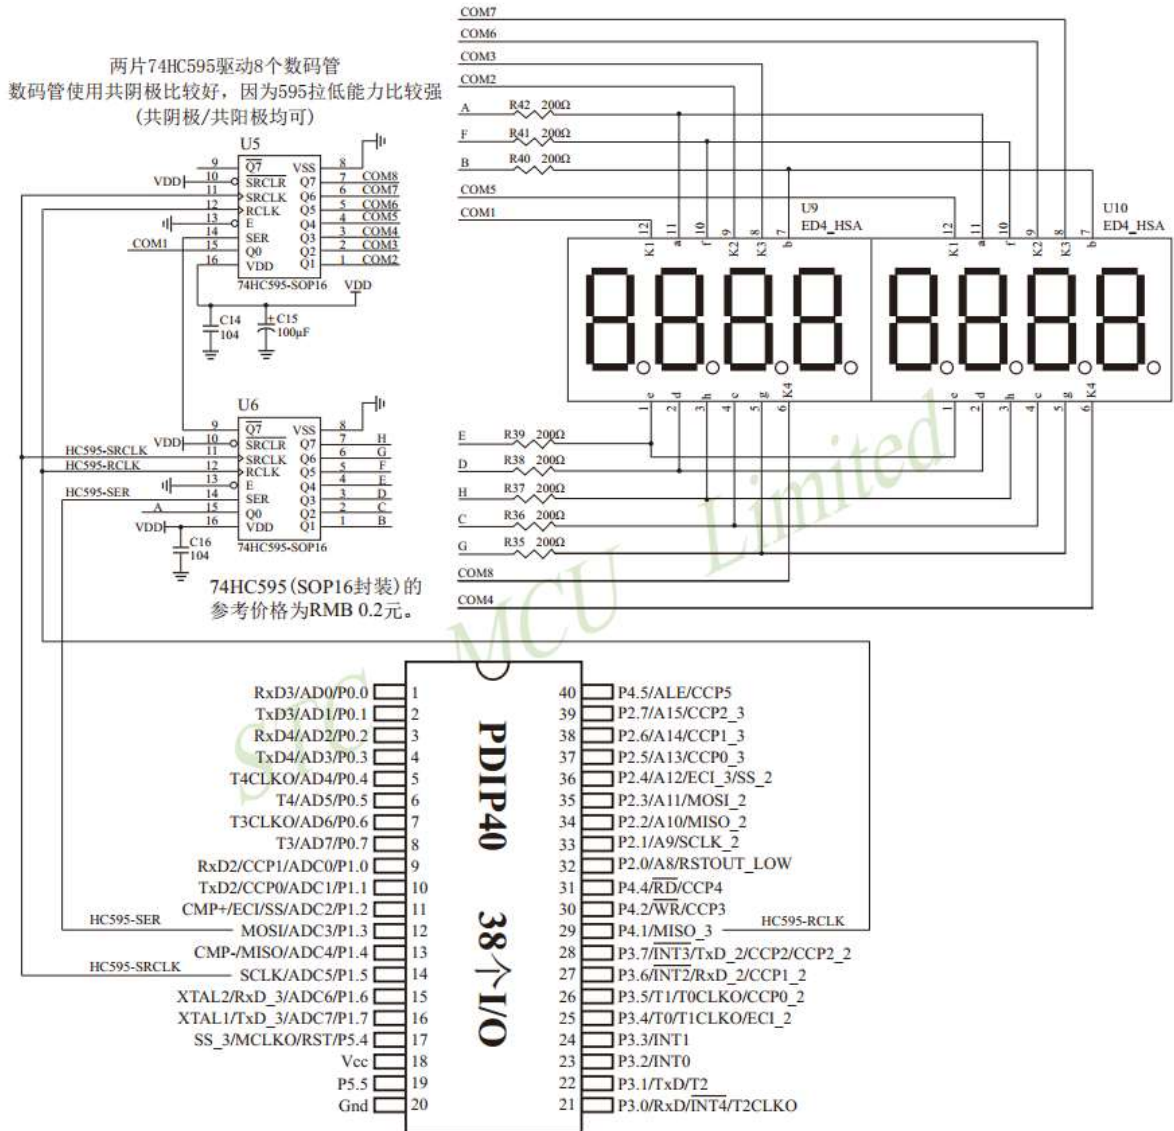 两片74HC595驱动8个数码管
数码管使用共阴极比较好，因为595拉低能力比较强
(共阴极/共阳极均可)
U5
9 Q7 VSS 8
VDD 10 SRCLR Q7 7 COM8
11 SRCLK Q6 6 COM7
12 RCLK Q5 5 COM6
13 E Q4 4 COM5
14 SER Q3 3 COM4
COM1 15 Q0 Q2 2 COM3
16 VDD Q1 1 COM2
74HC595-SOP16
VDD
C14
104
+ C15
100μF
U6
9 Q7 VSS 8
VDD 10 SRCLR Q7 7 H
HC595-SRCLK 11 SRCLK Q6 6 G
HC595-RCLK 12 RCLK Q5 5 F
13 E Q4 4 E
HC595-SER 14 SER Q3 3 D
A 15 Q0 Q2 2 C
VDD 16 VDD Q1 1 B
74HC595-SOP16
C16
104
74HC595(SOP16封装)的
参考价格为RMB 0.2元。
COM7
COM6
COM3
COM2
A R42 200Ω
F R41 200Ω
B R40 200Ω
COM5
COM1
U9
ED4_HSA
U10
ED4_HSA
12 11 10 9 8 7
K1 a f K2 K3 b
12 11 10 9 8 7
K1 a f K2 K3 b
e d h c g K4
1 2 3 4 5 6
e d h c g K4
1 2 3 4 5 6
E R39 200Ω
D R38 200Ω
H R37 200Ω
C R36 200Ω
G R35 200Ω
COM8
COM4
STC MCU Limited
PDIP40 38个I/O
RxD3/AD0/P0.0 1
TxD3/AD1/P0.1 2
RxD4/AD2/P0.2 3
TxD4/AD3/P0.3 4
T4CLKO/AD4/P0.4 5
T4/AD5/P0.5 6
T3CLKO/AD6/P0.6 7
T3/AD7/P0.7 8
RxD2/CCP1/ADC0/P1.0 9
TxD2/CCP0/ADC1/P1.1 10
CMP+/ECI/SS/ADC2/P1.2 11
HC595-SER
MOSI/ADC3/P1.3 12
CMP-/MISO/ADC4/P1.4 13
HC595-SRCLK
SCLK/ADC5/P1.5 14
XTAL2/RxD_3/ADC6/P1.6 15
XTAL1/TxD_3/ADC7/P1.7 16
SS_3/MCLKO/RST/P5.4 17
Vcc 18
P5.5 19
Gnd 20
40 P4.5/ALE/CCP5
39 P2.7/A15/CCP2_3
38 P2.6/A14/CCP1_3
37 P2.5/A13/CCP0_3
36 P2.4/A12/ECI_3/SS_2
35 P2.3/A11/MOSI_2
34 P2.2/A10/MISO_2
33 P2.1/A9/SCLK_2
32 P2.0/A8/RSTOUT_LOW
31 P4.4/RD/CCP4
30 P4.2/WR/CCP3
29 P4.1/MISO_3
HC595-RCLK
28 P3.7/INT3/TxD_2/CCP2/CCP2_2
27 P3.6/INT2/RxD_2/CCP1_2
26 P3.5/T1/T0CLKO/CCP0_2
25 P3.4/T0/T1CLKO/ECI_2
24 P3.3/INT1
23 P3.2/INT0
22 P3.1/TxD/T2
21 P3.0/RxD/INT4/T2CLKO